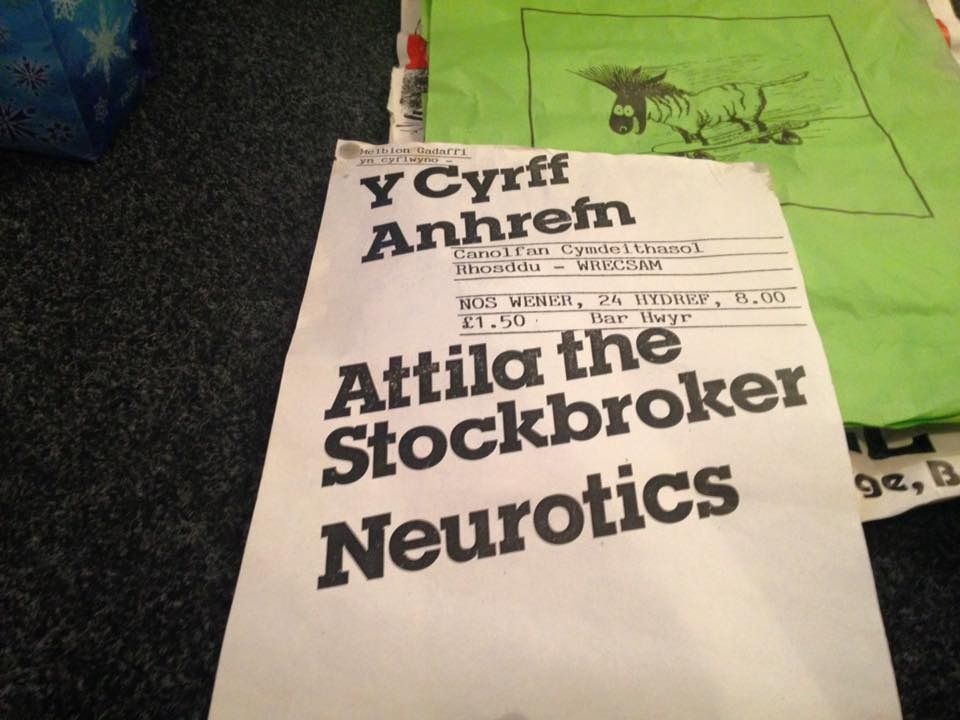 Meibion Gadaffi
yn cyflwyno -
Y Cyrff
Anhrefn
Canolfan Cymdeithasol
Rhosddu - WRECSAM
NOS WENER, 24 HYDREF, 8.00
£1.50 Bar Hwyr
Attila the
Stockbroker
Neurotics
ge, B